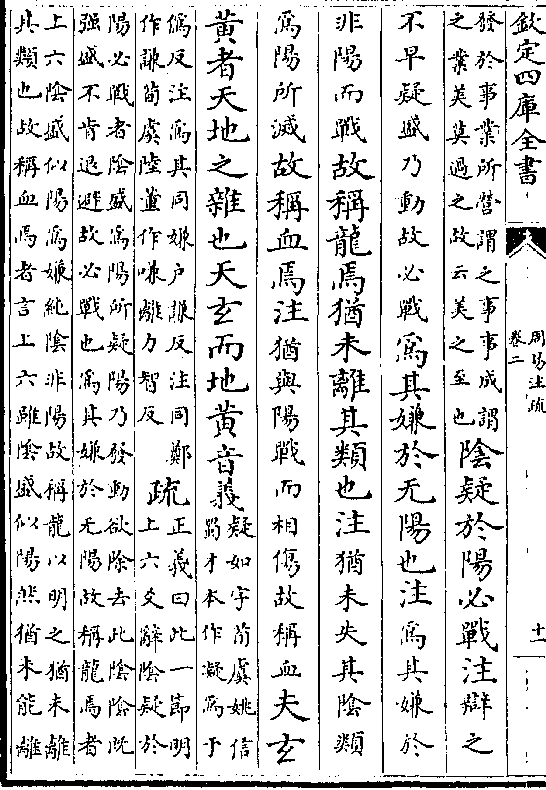 欽定四庫全書
周易注疏
卷二
十一
發於事業所營謂之事事成謂
之業美莫過之故云美之至也
陰疑於陽必戰注辯之
不早疑盛乃動故必戰為其嫌於无陽也注為其嫌於
非陽而戰故稱龍焉猶未離其類也注猶未失其陰類
為陽所滅故稱血焉注猶與陽戰而相傷故稱血夫玄
黃者天地之雜也天玄而地黃音義
疑如字荀虞姚信
蜀才本作凝為于
偽反注為其同嫌户謙反注同鄭
作謙荀虞陸董作嗛離力智反
疏
正義曰此一節明
上六爻辭陰疑於
陽必戰者陰盛為陽所疑陽乃發動欲除去此陰陰既
强盛不肯退避故必戰也為其嫌於无陽故稱龍焉者
上六陰盛似陽為嫌純陰非陽故稱龍以明之猶未離
其類也故稱血焉者言上六雖陰盛似陽然猶未能離